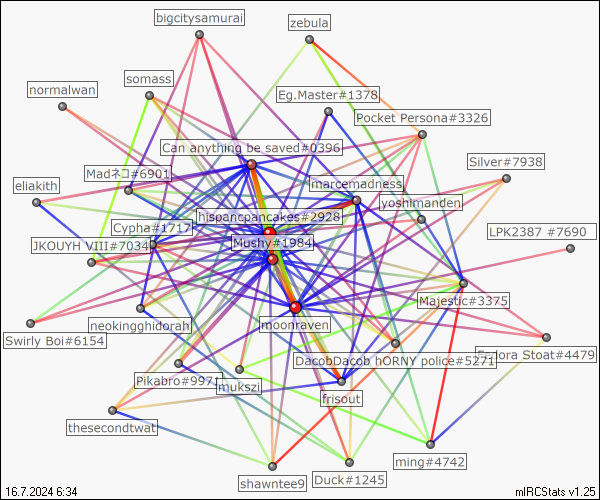 bigcitysamurai
zebula
somass
normalwan
Eg.Master#1378
Pocket Persona#3326
Can anything be saved#0396
Silver#7938
Madネコ#6901
marcemadness
eliakith
yoshimanden
hispancpancakes#2928
Cypha#1717
LPK2387 #7690
JKOUYH VIII#7034
Mushy#1984
Majestic#3375
neokingghidorah
moonraven
Swirly Boi#6154
Stoat#4479
DacobDacob hORNY police#5271
Pikabro#997
mukszi
frisout
thesecondtwat
ming#4742
shawntee9
Duck#1245
16.7.2024 6:34
mIRCStats v1.25